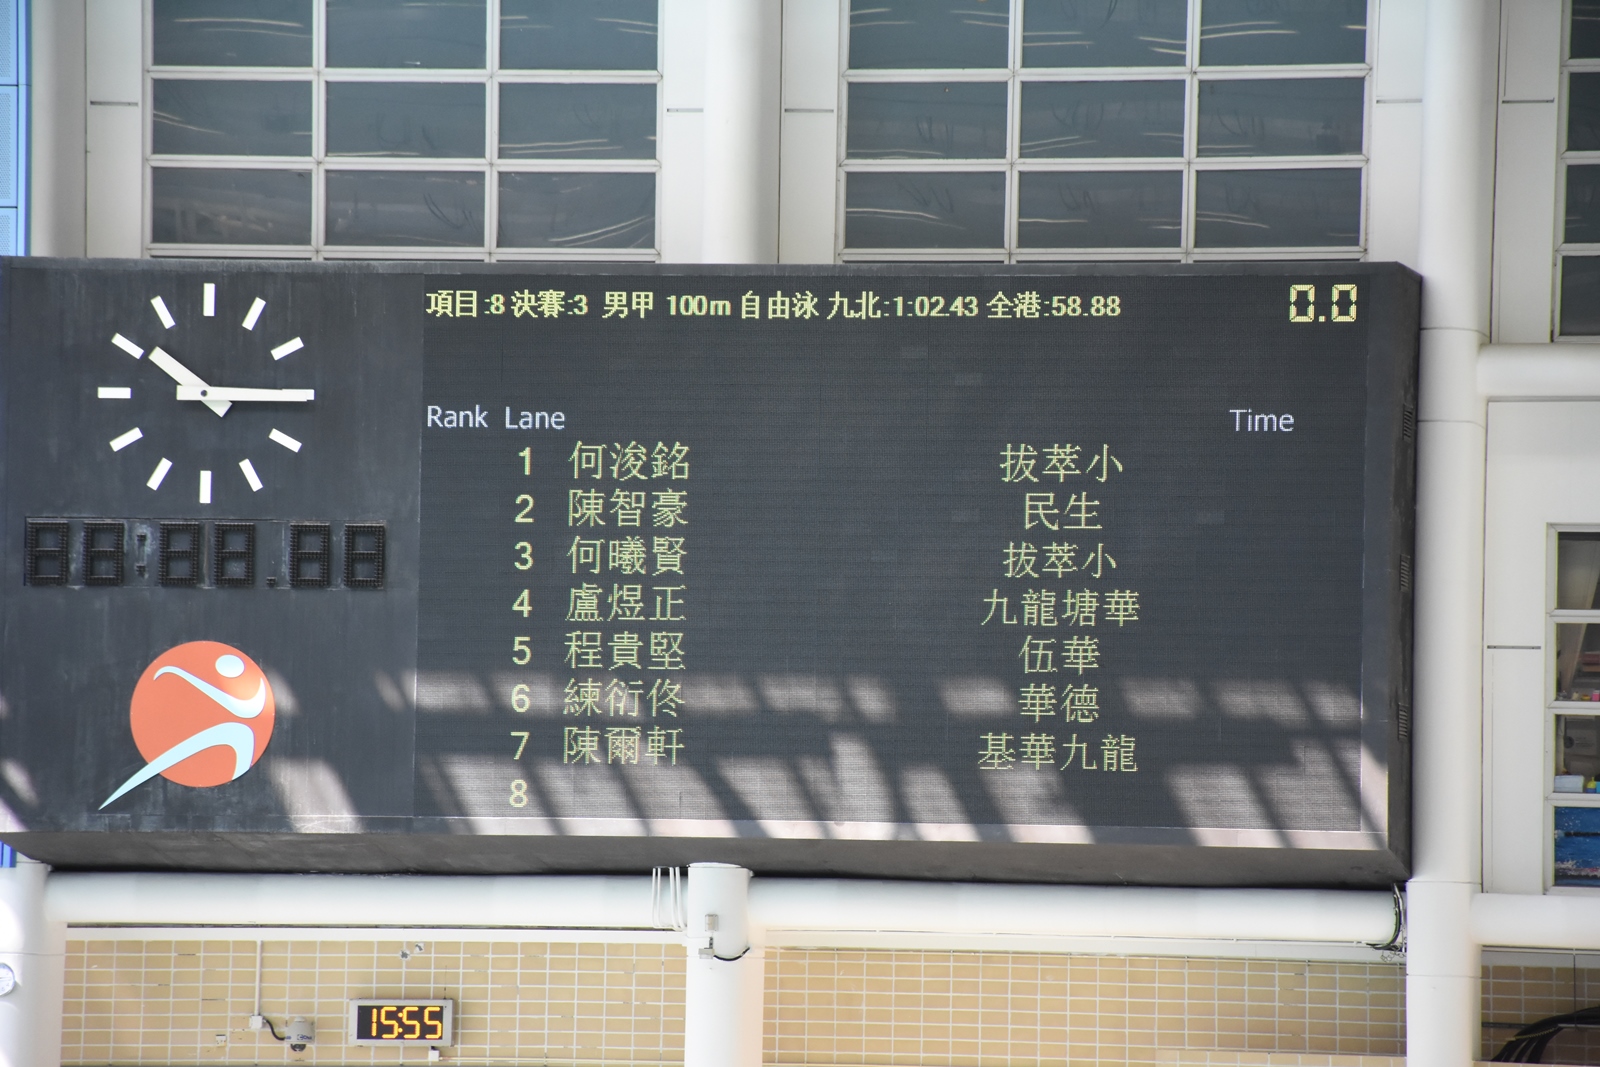 項目:8 決賽:3 男甲 100m 自由泳 九北:1:02.43 全港:58.88 0.0
Rank Lane Time
1 何浚銘 拔萃小
2 陳智豪 民生
3 何曦賢 拔萃小
4 盧煜正 九龍塘華
5 程貴堅 伍華
6 練衍佟 華德
7 陳爾軒 基華九龍
8
15:55